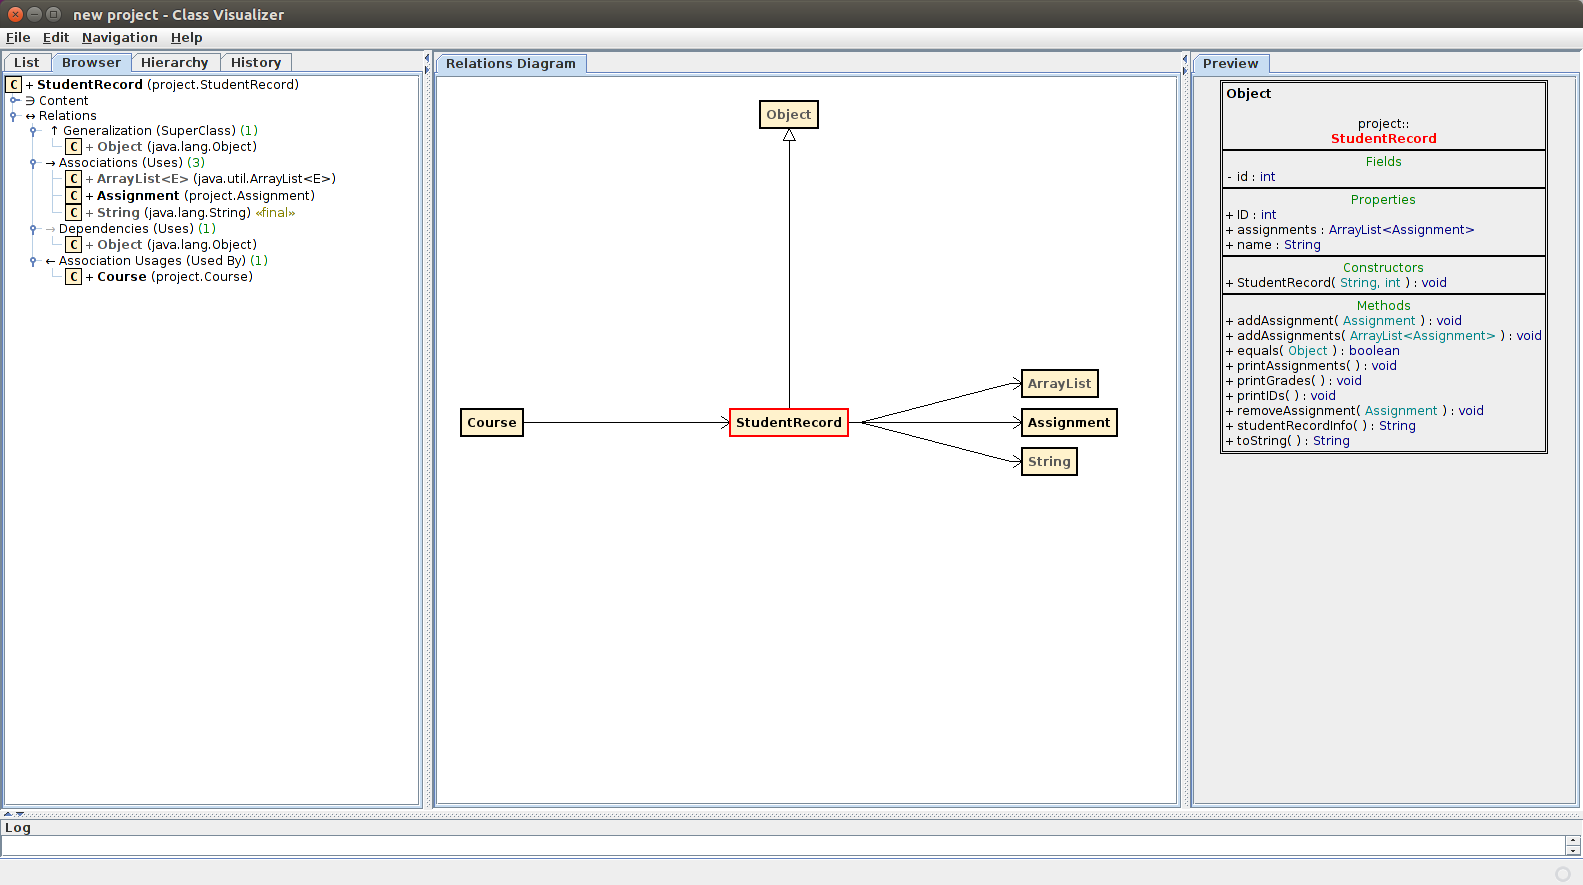 new project - Class Visualizer
File Edit Navigation Help
List Browser Hierarchy History
C + StudentRecord (project.StudentRecord)
∋ Content
↔ Relations
↑ Generalization (SuperClass) (1)
C + Object (java.lang.Object)
→ Associations (Uses) (3)
C + ArrayList<E> (java.util.ArrayList<E>)
C + Assignment (project.Assignment)
C + String (java.lang.String) «final»
→ Dependencies (Uses) (1)
C + Object (java.lang.Object)
← Association Usages (Used By) (1)
C + Course (project.Course)
Relations Diagram
Object
ArrayList
Course
StudentRecord
Assignment
String
Preview
Object
project::
StudentRecord
Fields
- id : int
Properties
+ ID : int
+ assignments : ArrayList<Assignment>
+ name : String
Constructors
+ StudentRecord( String, int ) : void
Methods
+ addAssignment( Assignment ) : void
+ addAssignments( ArrayList<Assignment> ) : void
+ equals( Object ) : boolean
+ printAssignments( ) : void
+ printGrades( ) : void
+ printIDs( ) : void
+ removeAssignment( Assignment ) : void
+ studentRecordInfo( ) : String
+ toString( ) : String
Log